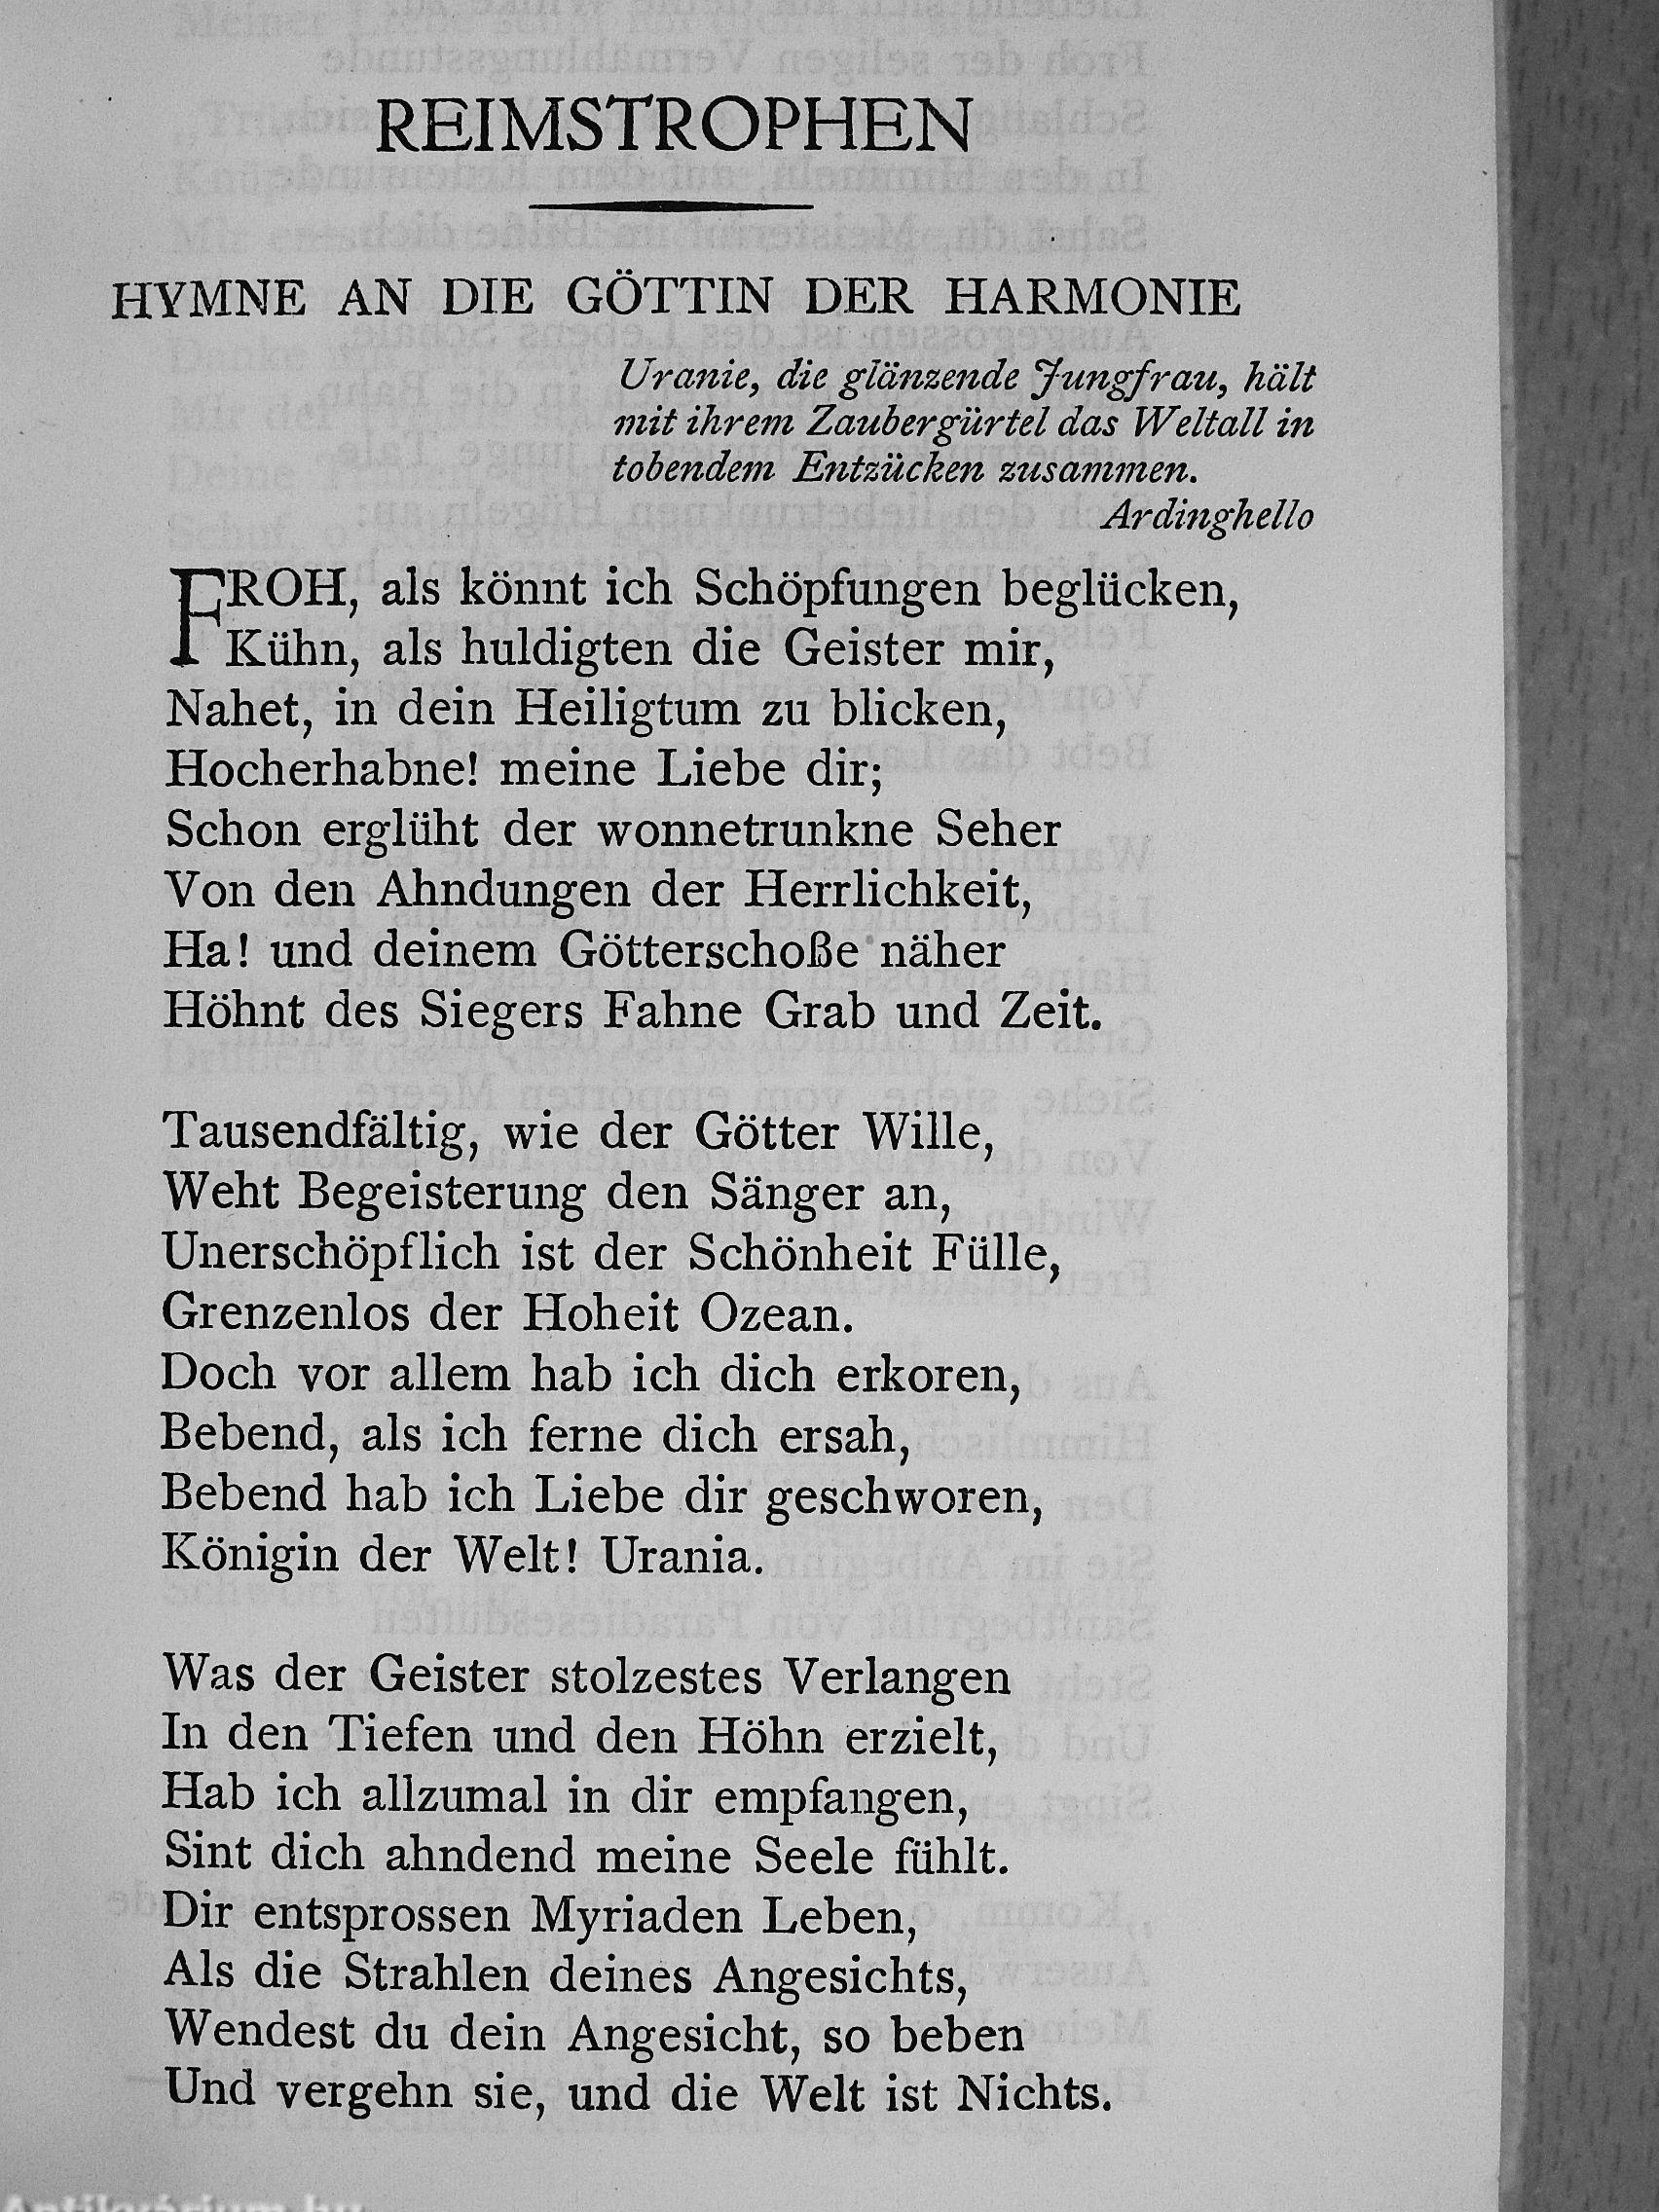 REIMSTROPHEN
HYMNE AN DIE GÖTTIN DER HARMONIE
Uranie, die glänzende Jungfrau, hält
mit ihrem Zaubergürtel das Weltall in
tobendem Entzücken zusammen.
Ardinghello
FROH, als könnt ich Schöpfungen beglücken,
Kühn, als huldigten die Geister mir,
Nahet, in dein Heiligtum zu blicken,
Hocherhabne! meine Liebe dir;
Schon erglüht der wonnetrunkne Seher
Von den Ahndungen der Herrlichkeit,
Ha! und deinem Götterschoße näher
Höhnt des Siegers Fahne Grab und Zeit.
Tausendfältig, wie der Götter Wille,
Weht Begeisterung den Sänger an,
Unerschöpflich ist der Schönheit Fülle,
Grenzenlos der Hoheit Ozean.
Doch vor allem hab ich dich erkoren,
Bebend, als ich ferne dich ersah,
Bebend hab ich Liebe dir geschworen,
Königin der Welt! Urania.
Was der Geister stolzestes Verlangen
In den Tiefen und den Höhn erzielt,
Hab ich allzumal in dir empfangen,
Sint dich ahndend meine Seele fühlt.
Dir entsprossen Myriaden Leben,
Als die Strahlen deines Angesichts,
Wendest du dein Angesicht, so beben
Und vergehn sie, und die Welt ist Nichts.